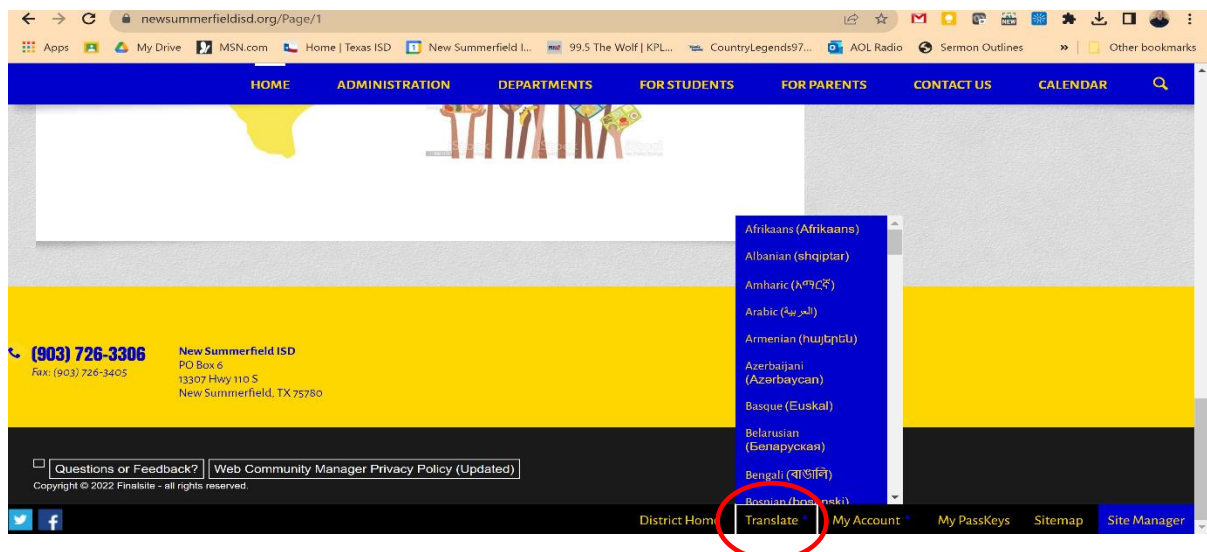 newsummerfieldisd.org/Page/1
Apps My Drive MSN.com Home | Texas ISD New Summerfield I... 99.5 The Wolf | KPL... CountryLegends97... AOL Radio Sermon Outlines » Other bookmarks
HOME ADMINISTRATION DEPARTMENTS FOR STUDENTS FOR PARENTS CONTACT US CALENDAR
iStock
Afrikaans (Afrikaans)
Albanian (shqiptar)
Amharic (አማርኛ)
Arabic (العربية)
Armenian (հայերեն)
Azerbaijani
(Azərbaycan)
Basque (Euskal)
Belarusian
(Беларуская)
Bengali (বাঙালি)
Bosnian (bosanski)
(903) 726-3306
Fax: (903) 726-3405
New Summerfield ISD
PO Box 6
13307 Hwy 110 S
New Summerfield, TX 75780
Questions or Feedback? Web Community Manager Privacy Policy (Updated)
Copyright © 2022 Finalsite - all rights reserved.
District Home Translate My Account My PassKeys Sitemap Site Manager